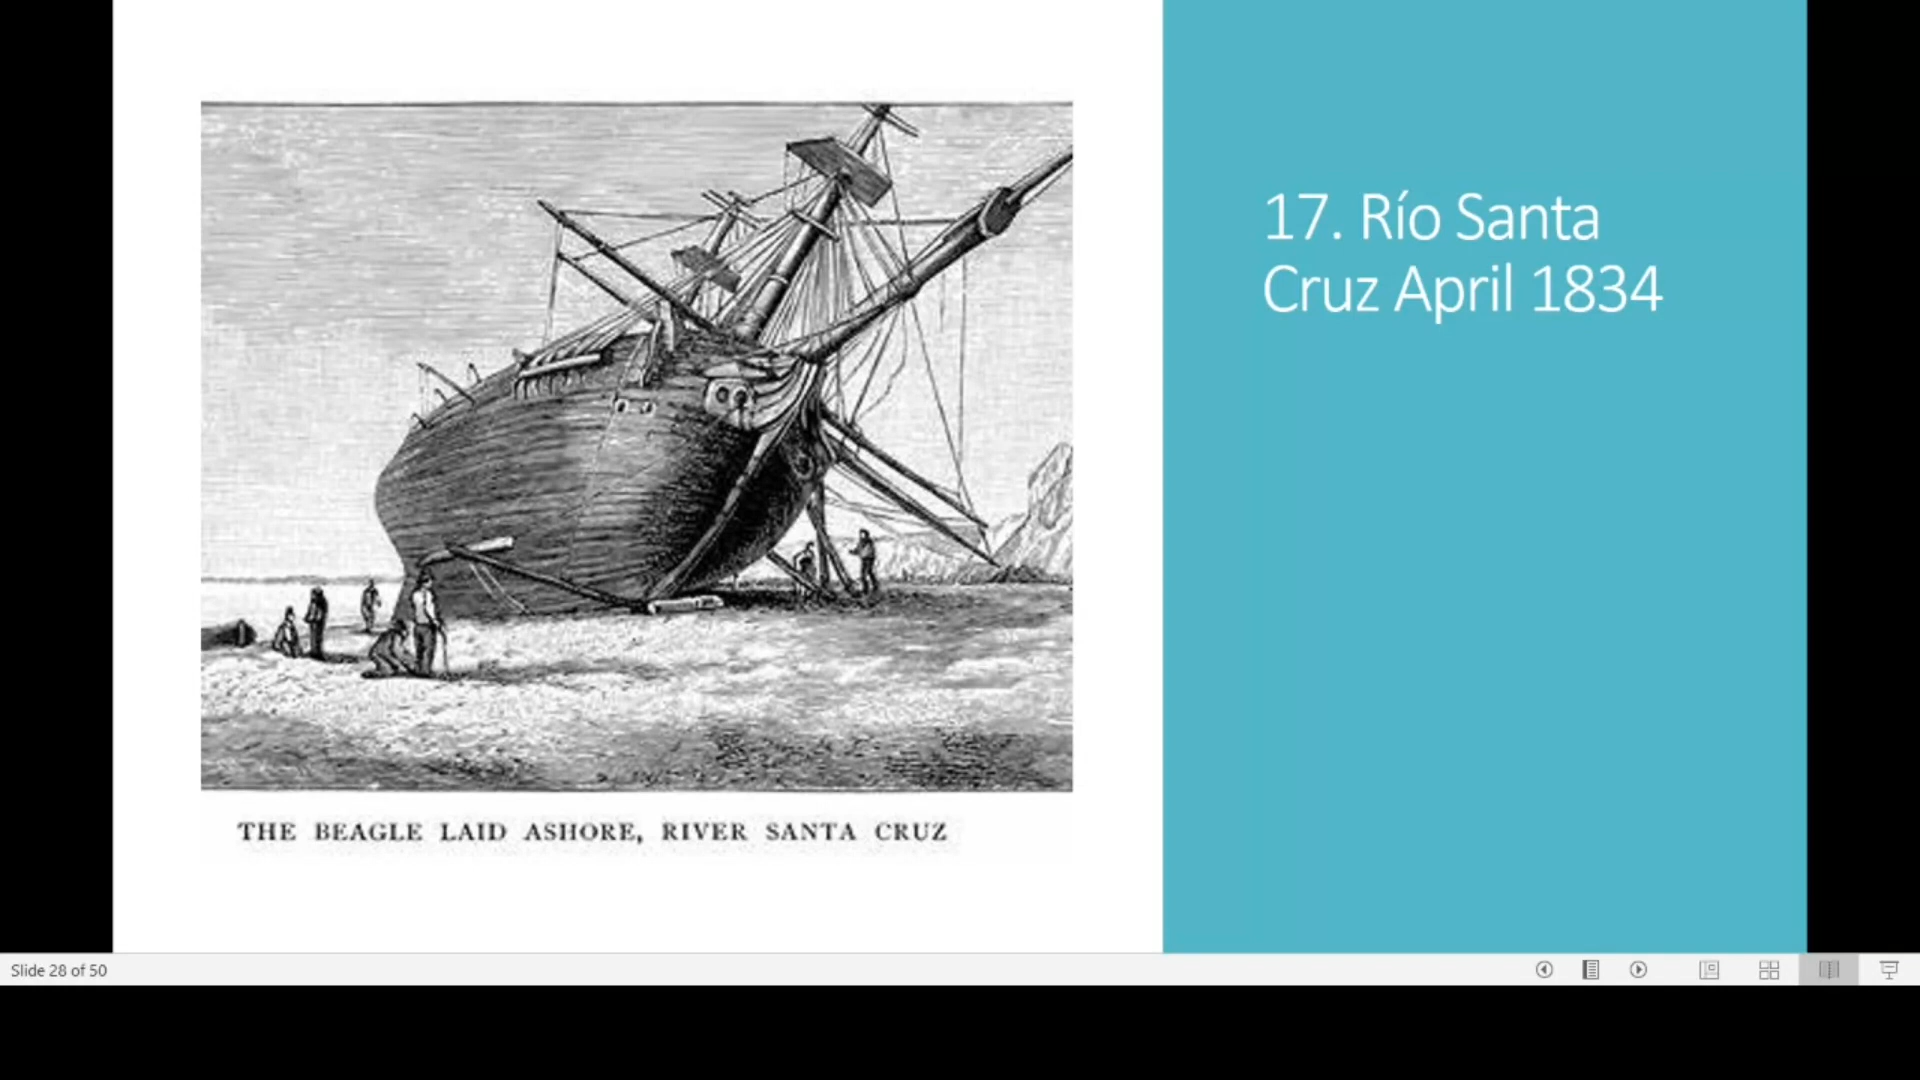 17. Río Santa
Cruz April 1834
THE BEAGLE LAID ASHORE, RIVER SANTA CRUZ
Slide 28 of 50